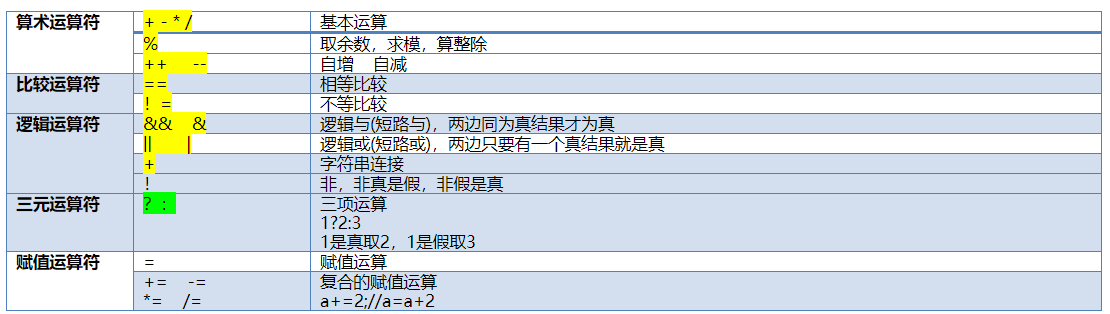 算术运算符 + - * / 基本运算
% 取余数，求模，算整除
++ -- 自增 自减
比较运算符 == 相等比较
！= 不等比较
逻辑运算符 && & 逻辑与(短路与)，两边同为真结果才为真
|| | 逻辑或(短路或)，两边只要有一个真结果就是真
+ 字符串连接
！ 非，非真是假，非假是真
三元运算符 ？： 三项运算
1?2:3
1是真取2，1是假取3
赋值运算符 = 赋值运算
+= -= 复合的赋值运算
*= /= a+=2;//a=a+2